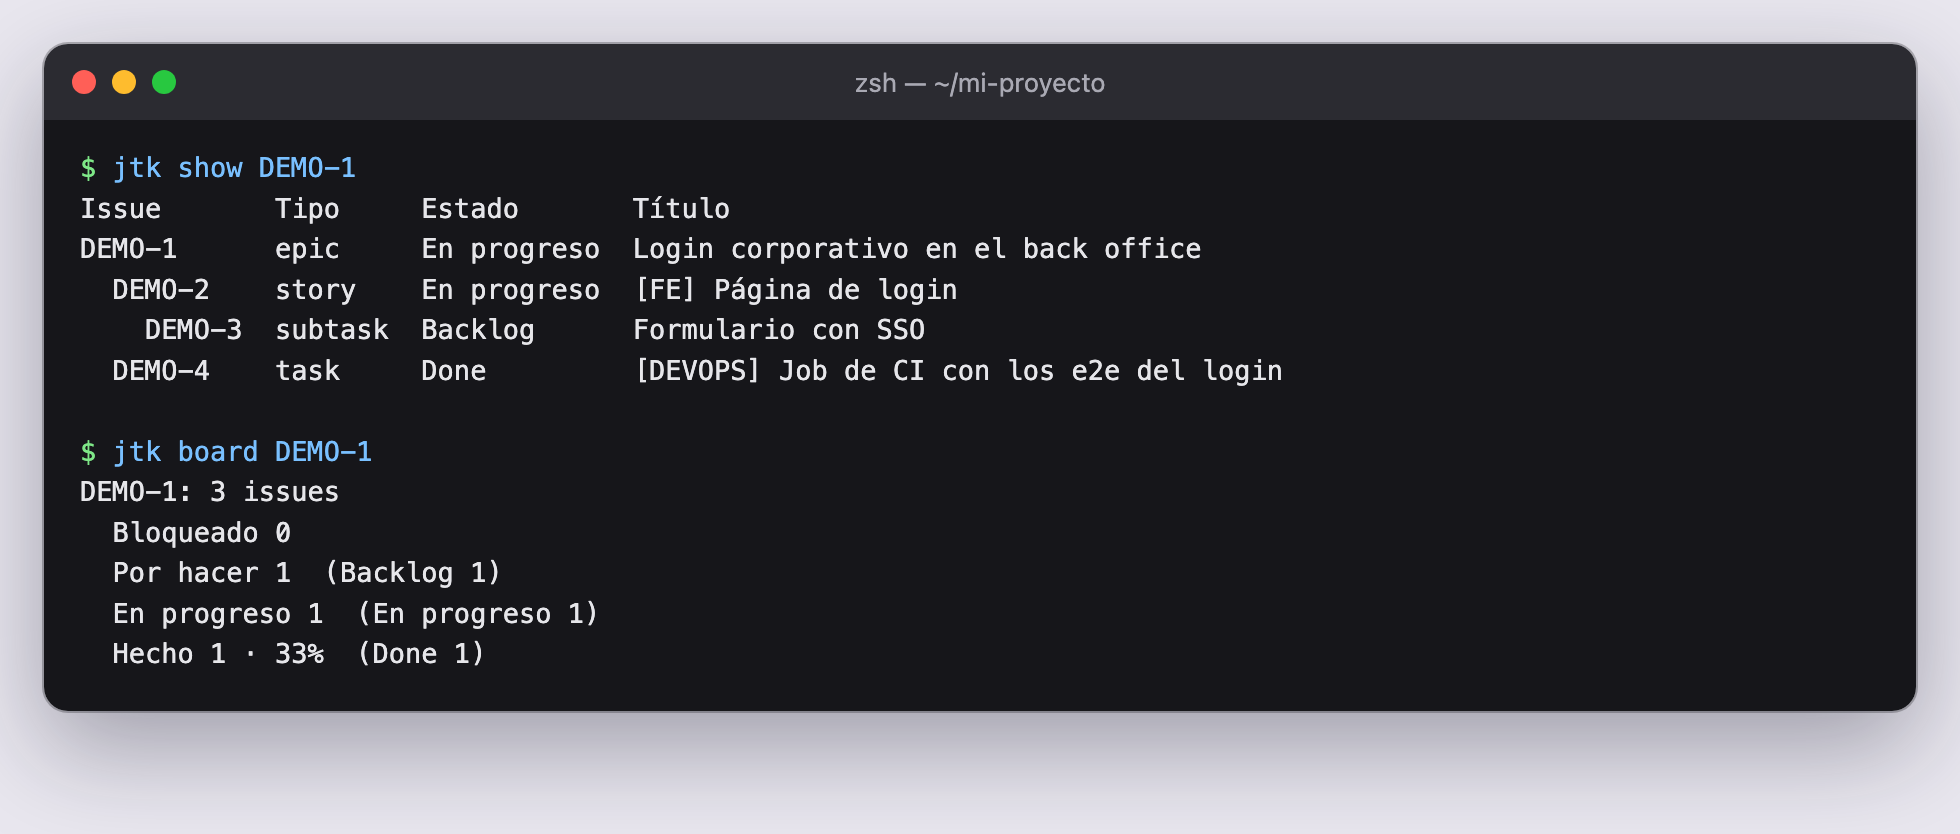 zsh — ~/mi-proyecto
$ jtk show DEMO-1
Issue       Tipo     Estado       Título
DEMO-1      epic     En progreso  Login corporativo en el back office
  DEMO-2    story    En progreso  [FE] Página de login
    DEMO-3  subtask  Backlog      Formulario con SSO
  DEMO-4    task     Done         [DEVOPS] Job de CI con los e2e del login
$ jtk board DEMO-1
DEMO-1: 3 issues
  Bloqueado 0
  Por hacer 1  (Backlog 1)
  En progreso 1  (En progreso 1)
  Hecho 1 · 33%  (Done 1)